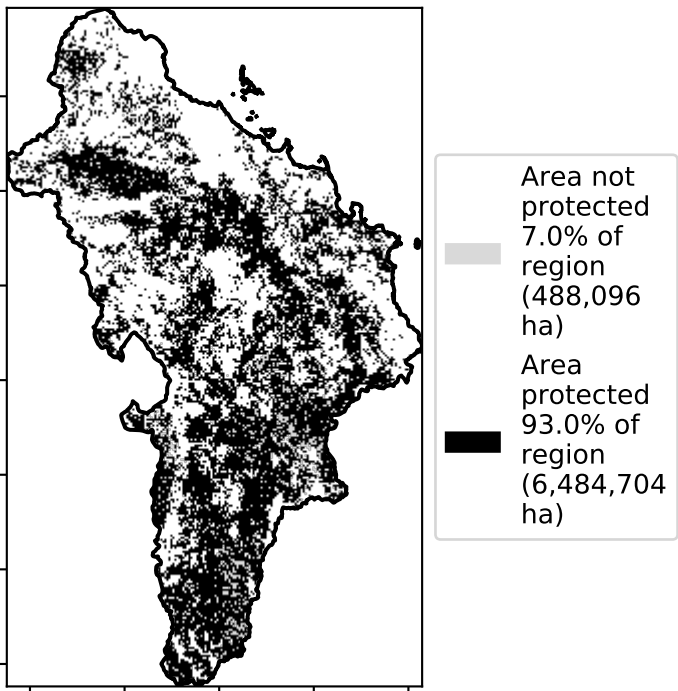 Area not
protected
7.0% of
region
(488,096
ha)
Area
protected
93.0% of
region
(6,484,704
ha)